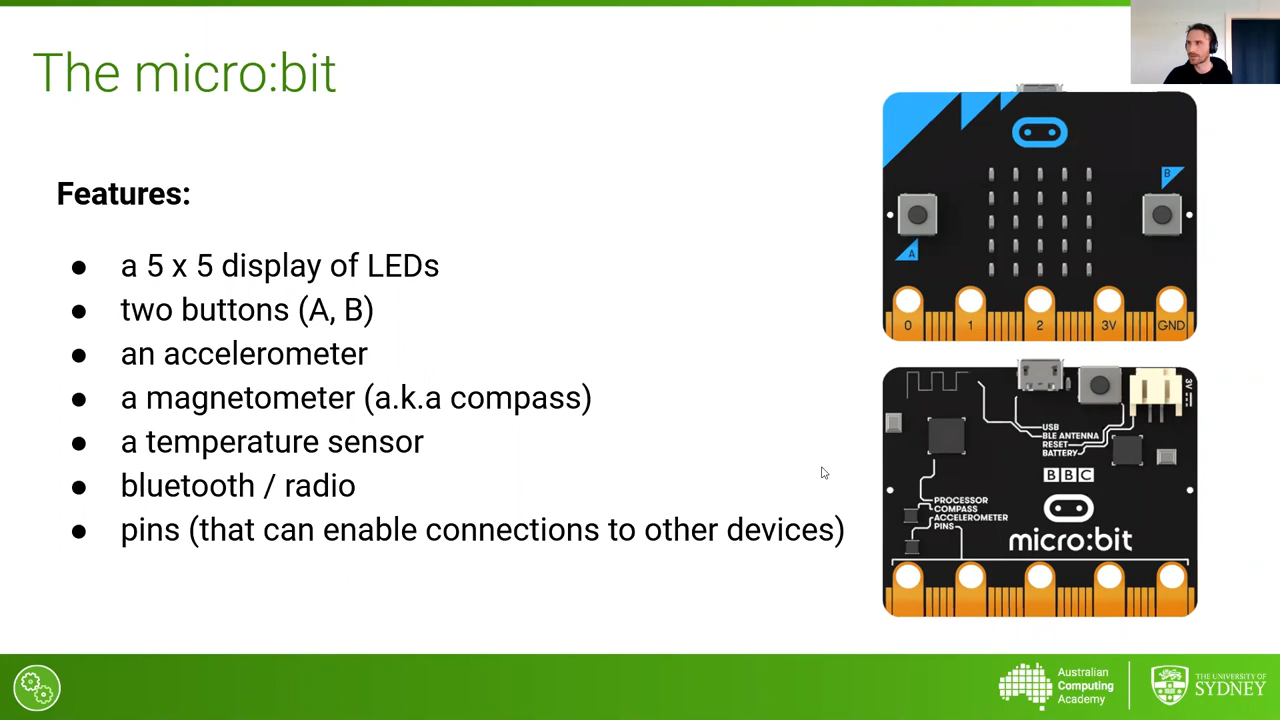 The micro:bit
Features:
● a 5 x 5 display of LEDs
● two buttons (A, B)
● an accelerometer
● a magnetometer (a.k.a compass)
● a temperature sensor
● bluetooth / radio
● pins (that can enable connections to other devices)
B
A
0 1 2 3V GND
3V
USB
BLE ANTENNA
RESET
BATTERY
BBC
PROCESSOR
COMPASS
ACCELEROMETER
PINS
micro:bit
Australian
Computing
Academy
THE UNIVERSITY OF
SYDNEY